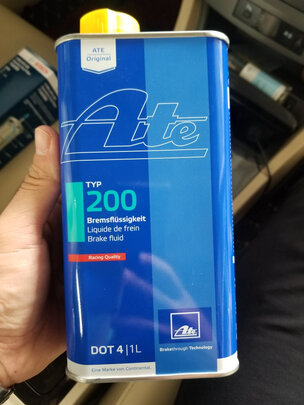 ATE
Original
Ate
TYP
200
Bremsflüssigkeit
Liquide de frein
Brake fluid
Racing Quality
Ate
Brakethrough Technology
DOT 4 | 1L
Eine Marke von Continental.